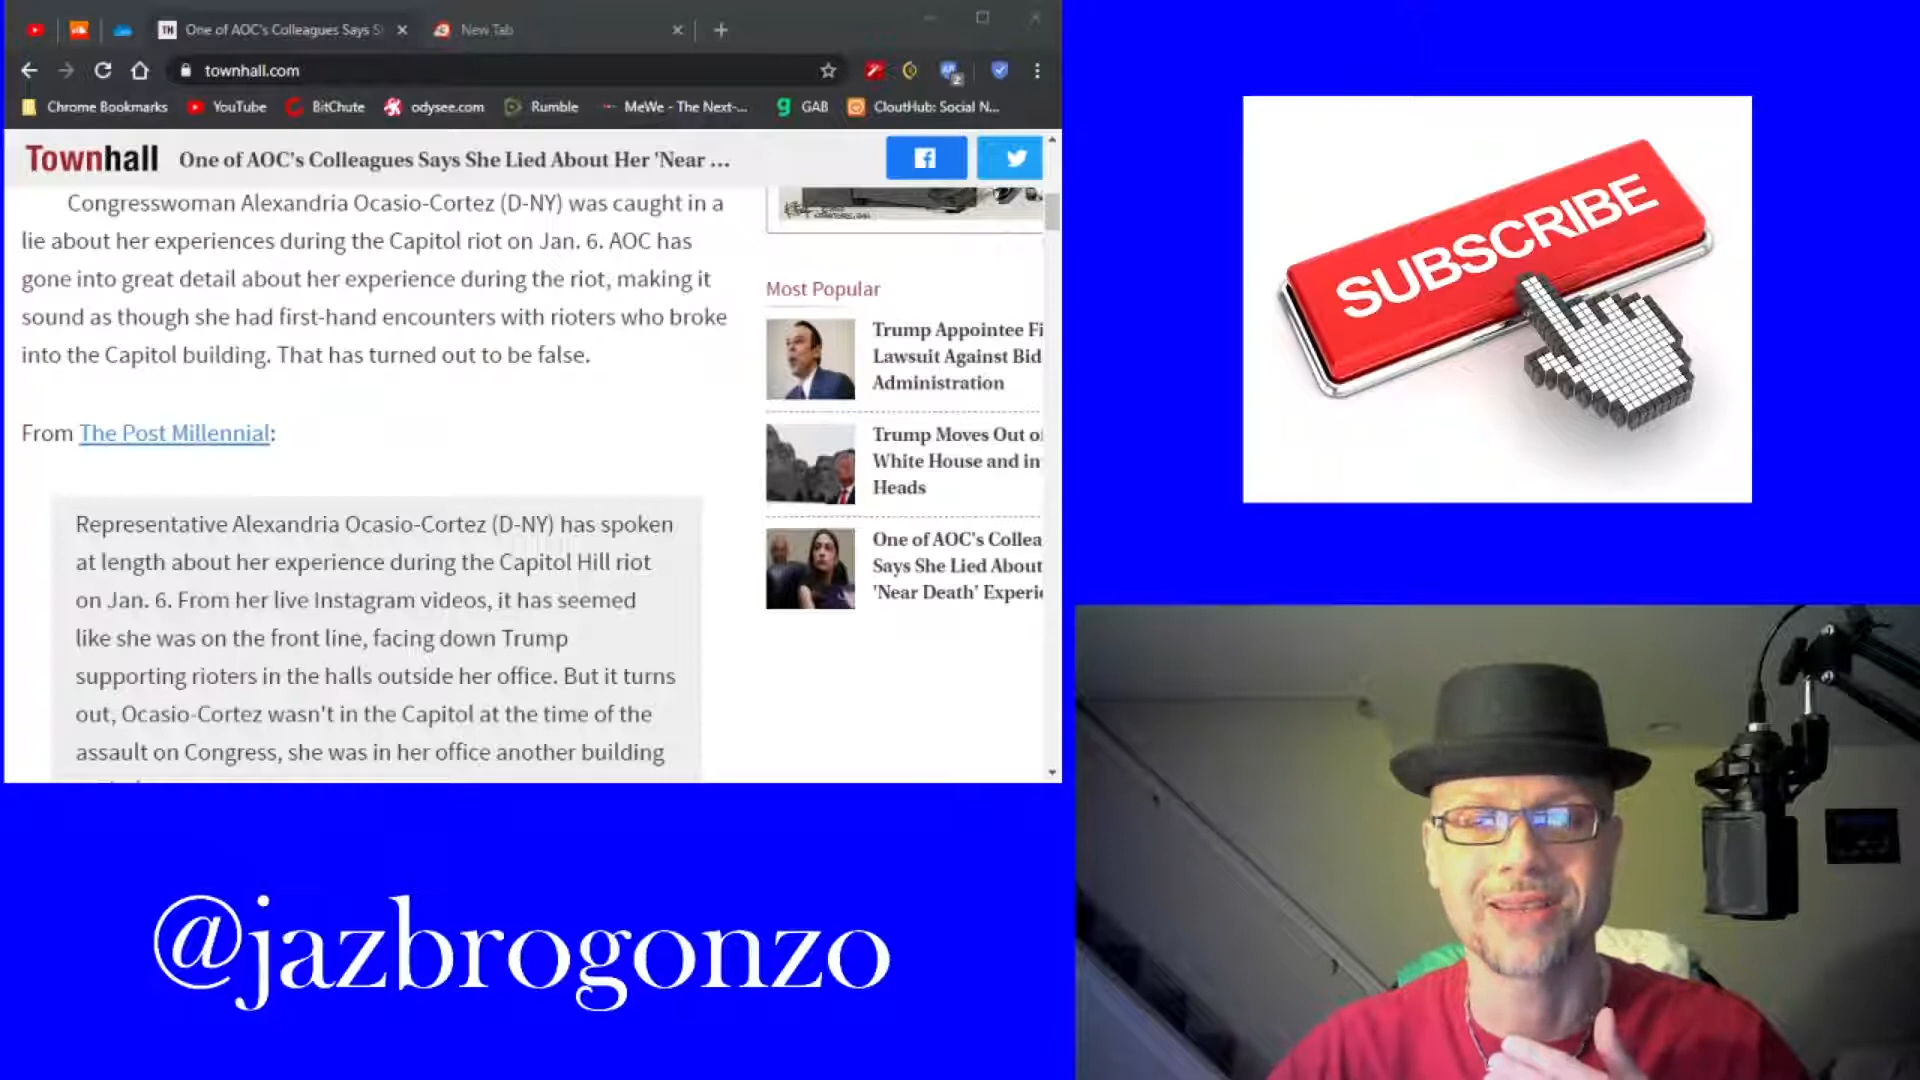 One of AOC's Colleagues Says S
New Tab
townhall.com
Chrome Bookmarks
YouTube
BitChute
odysee.com
Rumble
MeWe - The Next-...
GAB
CloutHub: Social N...
Townhall
One of AOC's Colleagues Says She Lied About Her 'Near ...
Congresswoman Alexandria Ocasio-Cortez (D-NY) was caught in a
lie about her experiences during the Capitol riot on Jan. 6. AOC has
gone into great detail about her experience during the riot, making it
sound as though she had first-hand encounters with rioters who broke
into the Capitol building. That has turned out to be false.
From The Post Millennial:
Representative Alexandria Ocasio-Cortez (D-NY) has spoken
at length about her experience during the Capitol Hill riot
on Jan. 6. From her live Instagram videos, it has seemed
like she was on the front line, facing down Trump
supporting rioters in the halls outside her office. But it turns
out, Ocasio-Cortez wasn't in the Capitol at the time of the
assault on Congress, she was in her office another building
Most Popular
Trump Appointee Fi
Lawsuit Against Bid
Administration
Trump Moves Out o
White House and in
Heads
One of AOC's Collea
Says She Lied About
'Near Death' Experi
SUBSCRIBE
@jazbrogonzo